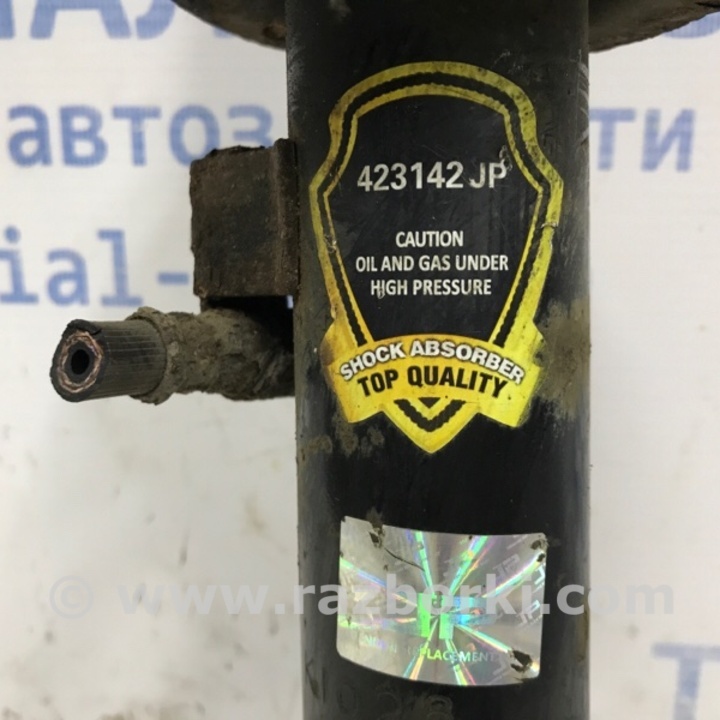 автоз
ти
ial-
423142 JP
CAUTION
OIL AND GAS UNDER
HIGH PRESSURE
SHOCK ABSORBER
TOP QUALITY
© www.razborki.com